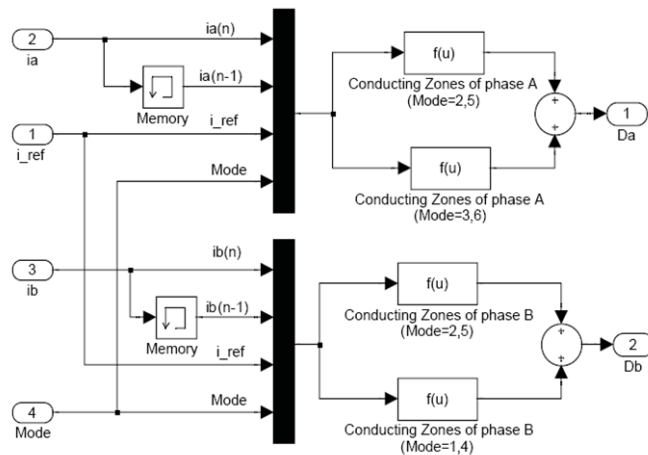 2
ia
ia(n)
ia(n-1)
Memory
1
i_ref
i_ref
Mode
f(u)
Conducting Zones of phase A
(Mode=2,5)
f(u)
Conducting Zones of phase A
(Mode=3,6)
+
+
1
Da
3
ib
ib(n)
ib(n-1)
Memory
i_ref
4
Mode
Mode
f(u)
Conducting Zones of phase B
(Mode=2,5)
f(u)
Conducting Zones of phase B
(Mode=1,4)
+
+
2
Db